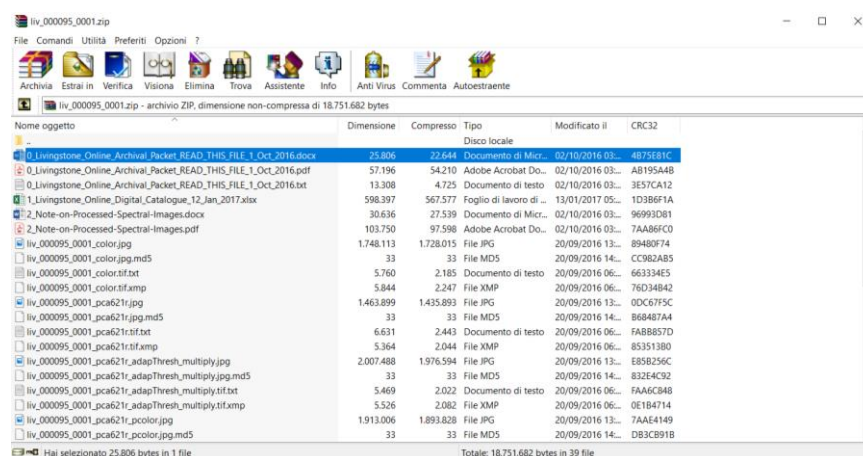 liv_000095_0001.zip
File Comandi Utilità Preferiti Opzioni ?
Archivia Estrai in Verifica Visiona Elimina Trova Assistente Info Anti Virus Commenta Autoestraente
liv_000095_0001.zip - archivio ZIP, dimensione non-compressa di 18.751.682 bytes
Nome oggetto Dimensione Compresso Tipo Modificato il CRC32
.. Disco locale
0_Livingstone_Online_Archival_Packet_READ_THIS_FILE_1_Oct_2016.docx 25.806 22.644 Documento di Micr... 02/10/2016 03:... 4B75E81C
0_Livingstone_Online_Archival_Packet_READ_THIS_FILE_1_Oct_2016.pdf 57.196 54.210 Adobe Acrobat Do... 02/10/2016 03:... AB195A4B
0_Livingstone_Online_Archival_Packet_READ_THIS_FILE_1_Oct_2016.txt 13.308 4.725 Documento di testo 02/10/2016 03:... 3E57CA12
1_Livingstone_Online_Digital_Catalogue_12_Jan_2017.xlsx 598.397 567.577 Foglio di lavoro di ... 13/01/2017 05:... 1D3B6F1A
2_Note-on-Processed-Spectral-Images.docx 30.636 27.539 Documento di Micr... 02/10/2016 03:... 96993D81
2_Note-on-Processed-Spectral-Images.pdf 103.750 97.598 Adobe Acrobat Do... 02/10/2016 03:... 7AA86FC0
liv_000095_0001_color.jpg 1.748.113 1.728.015 File JPG 20/09/2016 13:... 89480F74
liv_000095_0001_color.jpg.md5 33 33 File MD5 20/09/2016 14:... CC982AB5
liv_000095_0001_color.tif.txt 5.760 2.185 Documento di testo 20/09/2016 06:... 663334E5
liv_000095_0001_color.tif.xmp 5.844 2.247 File XMP 20/09/2016 06:... 76D34B42
liv_000095_0001_pca621r.jpg 1.463.899 1.435.893 File JPG 20/09/2016 13:... 0DC67F5C
liv_000095_0001_pca621r.jpg.md5 33 33 File MD5 20/09/2016 14:... B68487A4
liv_000095_0001_pca621r.tif.txt 6.631 2.443 Documento di testo 20/09/2016 06:... FABB857D
liv_000095_0001_pca621r.tif.xmp 5.364 2.044 File XMP 20/09/2016 06:... 853513B0
liv_000095_0001_pca621r_adapThresh_multiply.jpg 2.007.488 1.976.594 File JPG 20/09/2016 13:... E85B256C
liv_000095_0001_pca621r_adapThresh_multiply.jpg.md5 33 33 File MD5 20/09/2016 14:... 832E4C92
liv_000095_0001_pca621r_adapThresh_multiply.tif.txt 5.469 2.022 Documento di testo 20/09/2016 06:... FAA6C848
liv_000095_0001_pca621r_adapThresh_multiply.tif.xmp 5.526 2.082 File XMP 20/09/2016 06:... 0E1B4714
liv_000095_0001_pca621r_pcolor.jpg 1.913.006 1.893.828 File JPG 20/09/2016 13:... 7AAE4149
liv_000095_0001_pca621r_pcolor.jpg.md5 33 33 File MD5 20/09/2016 14:... DB3CB91B
Hai selezionato 25.806 bytes in 1 file Totale: 18.751.682 bytes in 39 file